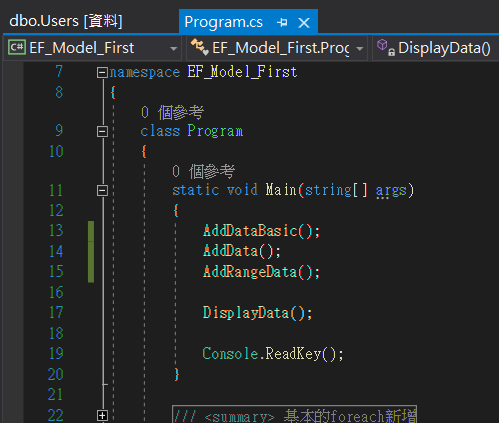 dbo.Users [資料]
Program.cs
EF_Model_First
EF_Model_First.Prog
DisplayData()
7 namespace EF_Model_First
8 {
0 個參考
9 class Program
10 {
0 個參考
11 static void Main(string[] args)
12 {
13 AddDataBasic();
14 AddData();
15 AddRangeData();
16
17 DisplayData();
18
19 Console.ReadKey();
20 }
21
22 /// <summary> 基本的foreach新增